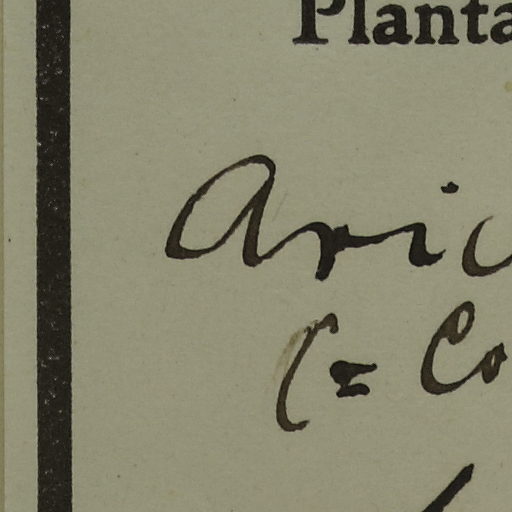 Planta
Aric
(= Co